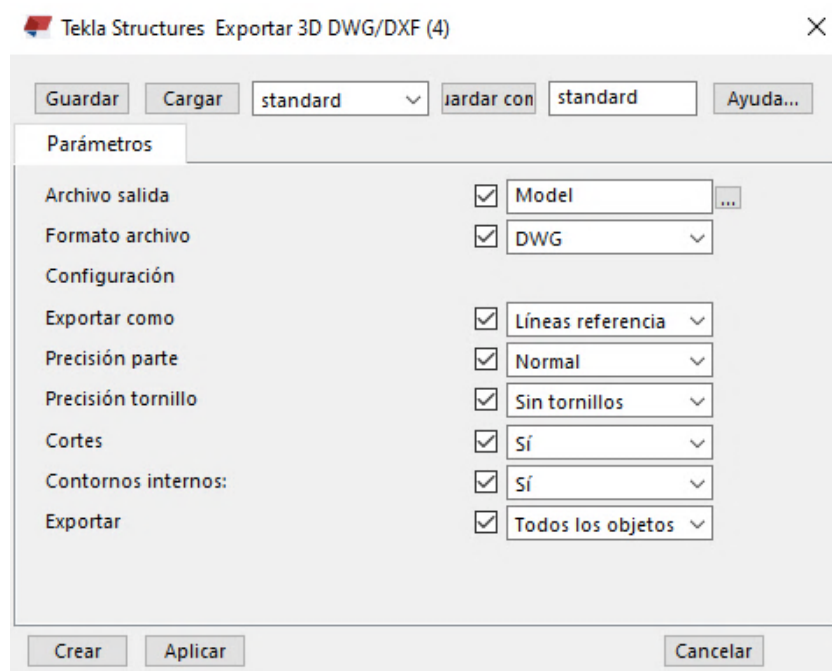 Tekla Structures Exportar 3D DWG/DXF (4)
Guardar Cargar standard uardar con standard Ayuda...
Parámetros
Archivo salida Model ...
Formato archivo DWG
Configuración
Exportar como Líneas referencia
Precisión parte Normal
Precisión tornillo Sin tornillos
Cortes Sí
Contornos internos: Sí
Exportar Todos los objetos
Crear Aplicar Cancelar